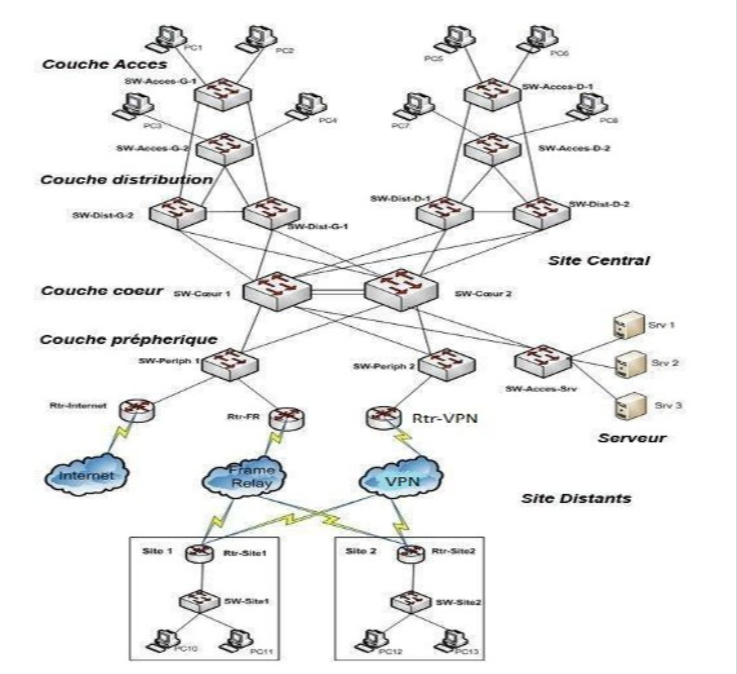 PC1
PC2
PC5
PC6
Couche Acces
SW-Acces-G-1
SW-Acces-D-1
PC3
PC4
PC7
PC8
SW-Acces-G-2
SW-Acces-D-2
Couche distribution
SW-Dist-G-2
SW-Dist-G-1
SW-Dist-D-1
SW-Dist-D-2
Site Central
Couche coeur
SW-Cœur 1
SW-Cœur 2
Couche prépherique
SW-Periph 1
SW-Periph 2
SW-Acces-Srv
Srv 1
Srv 2
Srv 3
Rtr-Internet
Rtr-FR
Rtr-VPN
Serveur
Internet
Frame
Relay
VPN
Site Distants
Site 1
Rtr-Site1
Site 2
Rtr-Site2
SW-Site1
SW-Site2
PC10
PC11
PC12
PC13